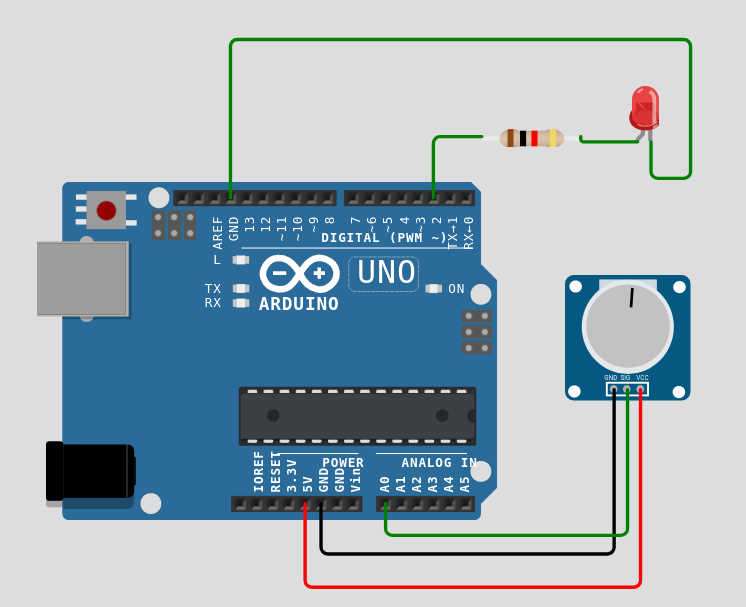 AREF
GND
13
12
~11
~10
~9
8
7
~6
~5
4
~3
2
TX→1
RX←0
DIGITAL (PWM ~)
L
UNO
TX
RX
ON
ARDUINO
GND SIG VCC
IOREF
RESET
3.3V
5V
GND
GND
Vin
POWER
ANALOG IN
A0
A1
A2
A3
A4
A5